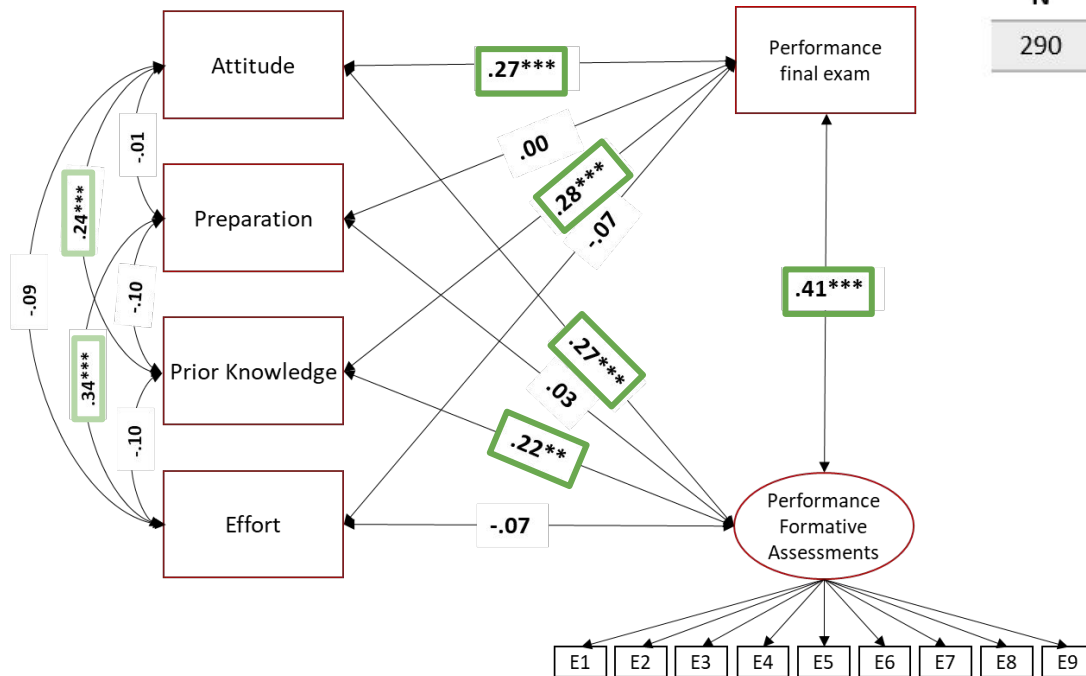 N
290
Attitude
Preparation
Prior Knowledge
Effort
Performance
final exam
Performance
Formative
Assessments
.27***
.00
.28***
-.07
.41***
.27***
.03
.22**
-.07
-.01
.24***
-.10
-.09
.34***
-.10
E1 E2 E3 E4 E5 E6 E7 E8 E9